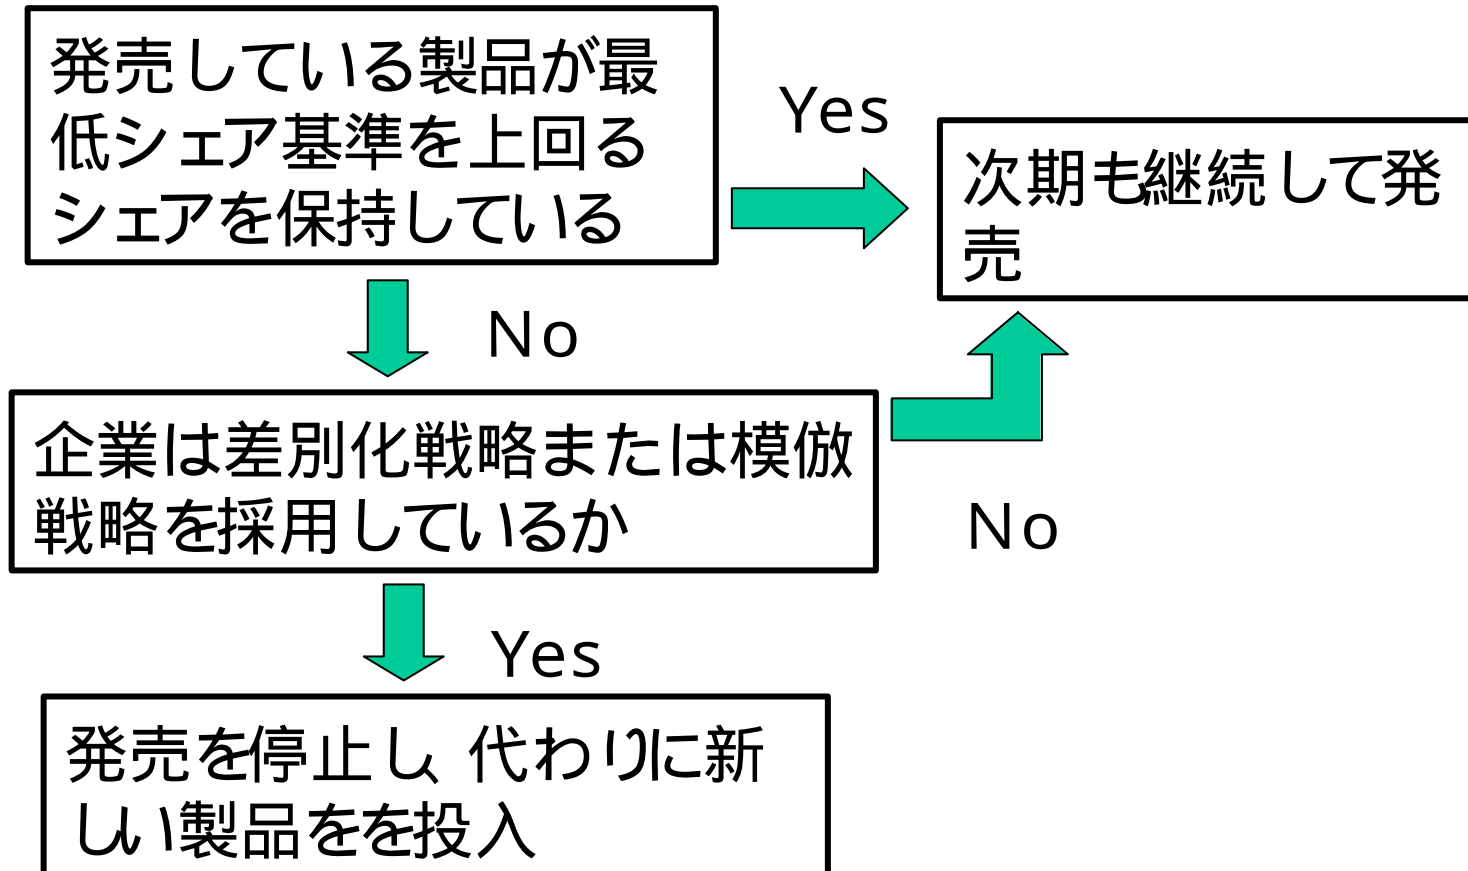 発売している製品が最
低シェア基準を上回る
シェアを保持している
Yes
次期も継続して発
売
No
企業は差別化戦略または模倣
戦略を採用しているか
No
Yes
発売を停止し、代わりに新
しい製品をを投入